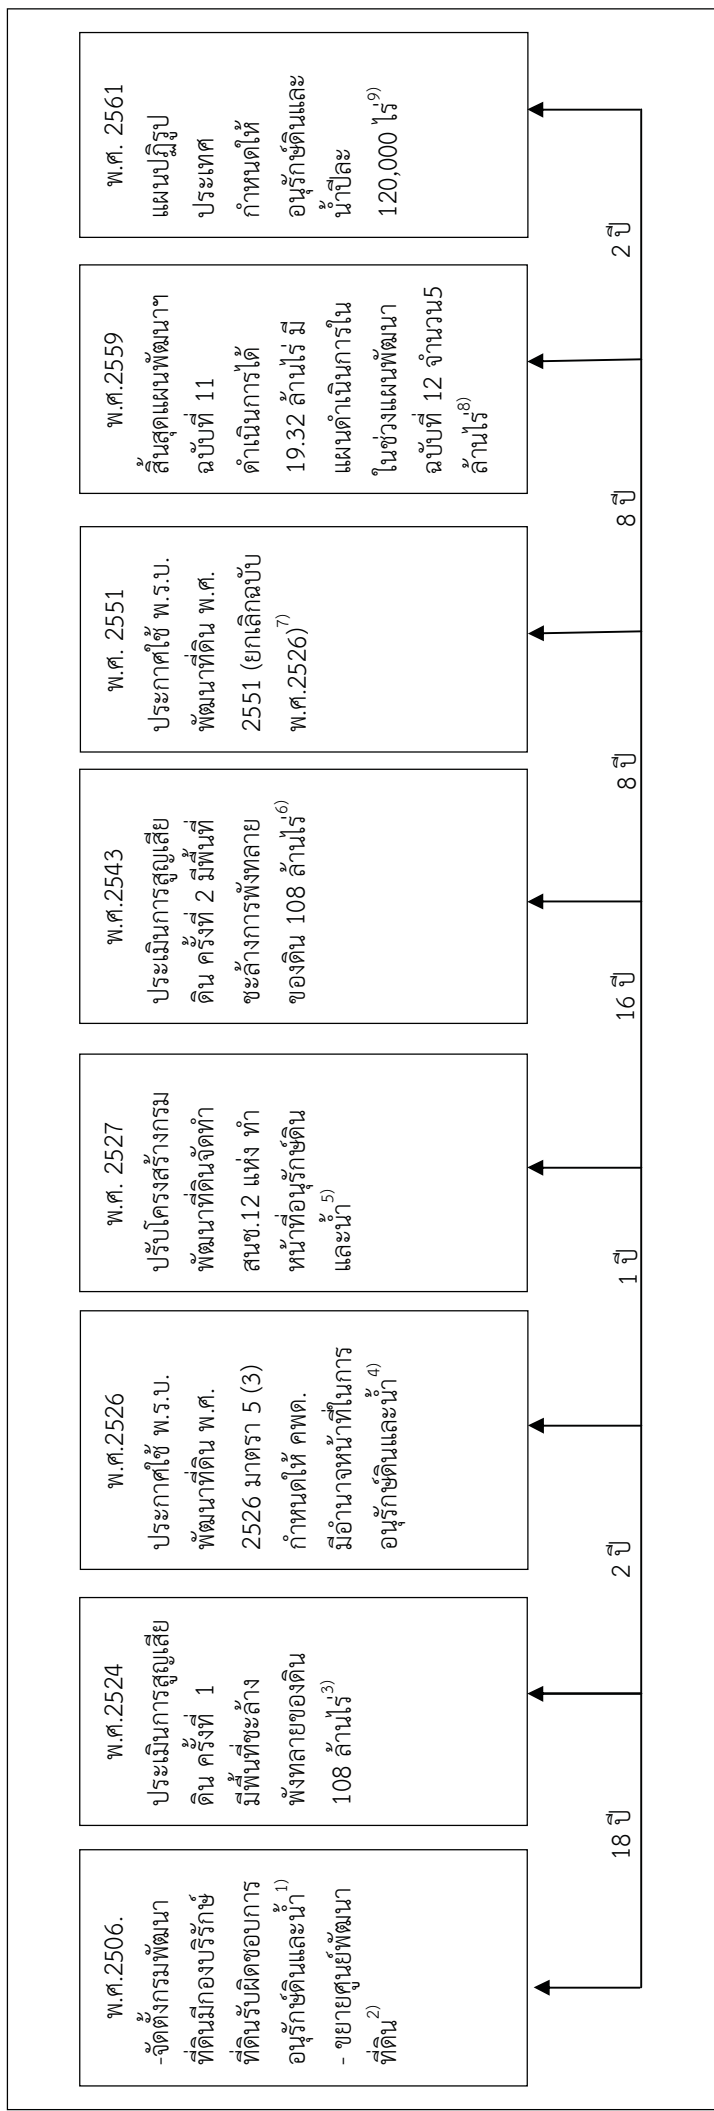 พ.ศ.2506.
-จัดตั้งกรมพัฒนา
ที่ดินมีกองบริรักษ์
ที่ดินรับผิดชอบการ
อนุรักษ์ดินและน้ำ 1)
- ขยายศูนย์พัฒนา
ที่ดิน2)
18 ปี
พ.ศ.2524
ประเมินการสูญเสีย
ดิน ครั้งที่ 1
มีพื้นที่ชะล้าง
พังทลายของดิน
108 ล้านไร่3)
2 ปี
พ.ศ.2526
ประกาศใช้ พ.ร.บ.
พัฒนาที่ดิน พ.ศ.
2526 มาตรา 5 (3)
กำหนดให้ คพด.
มีอำนาจหน้าที่ในการ
อนุรักษ์ดินและน้ำ4)
1 ปี
พ.ศ. 2527
ปรับโครงสร้างกรม
พัฒนาที่ดินจัดทำ
สนช.12 แห่ง ทำ
หน้าที่อนุรักษ์ดิน
และน้ำ5)
16 ปี
พ.ศ.2543
ประเมินการสูญเสีย
ดิน ครั้งที่ 2 มีพื้นที่
ชะล้างการพังทลาย
ของดิน 108 ล้านไร่6)
8 ปี
พ.ศ. 2551
ประกาศใช้ พ.ร.บ.
พัฒนาที่ดิน พ.ศ.
2551 (ยกเลิกฉบับ
พ.ศ.2526)7)
8 ปี
พ.ศ.2559
สิ้นสุดแผนพัฒนาฯ
ฉบับที่ 11
ดำเนินการได้
19.32 ล้านไร่ มี
แผนดำเนินการใน
ในช่วงแผนพัฒนา
ฉบับที่ 12 จำนวน5
ล้านไร่8)
2 ปี
พ.ศ. 2561
แผนปฏิรูป
ประเทศ
กำหนดให้
อนุรักษ์ดินและ
น้ำปีละ
120,000 ไร่9)